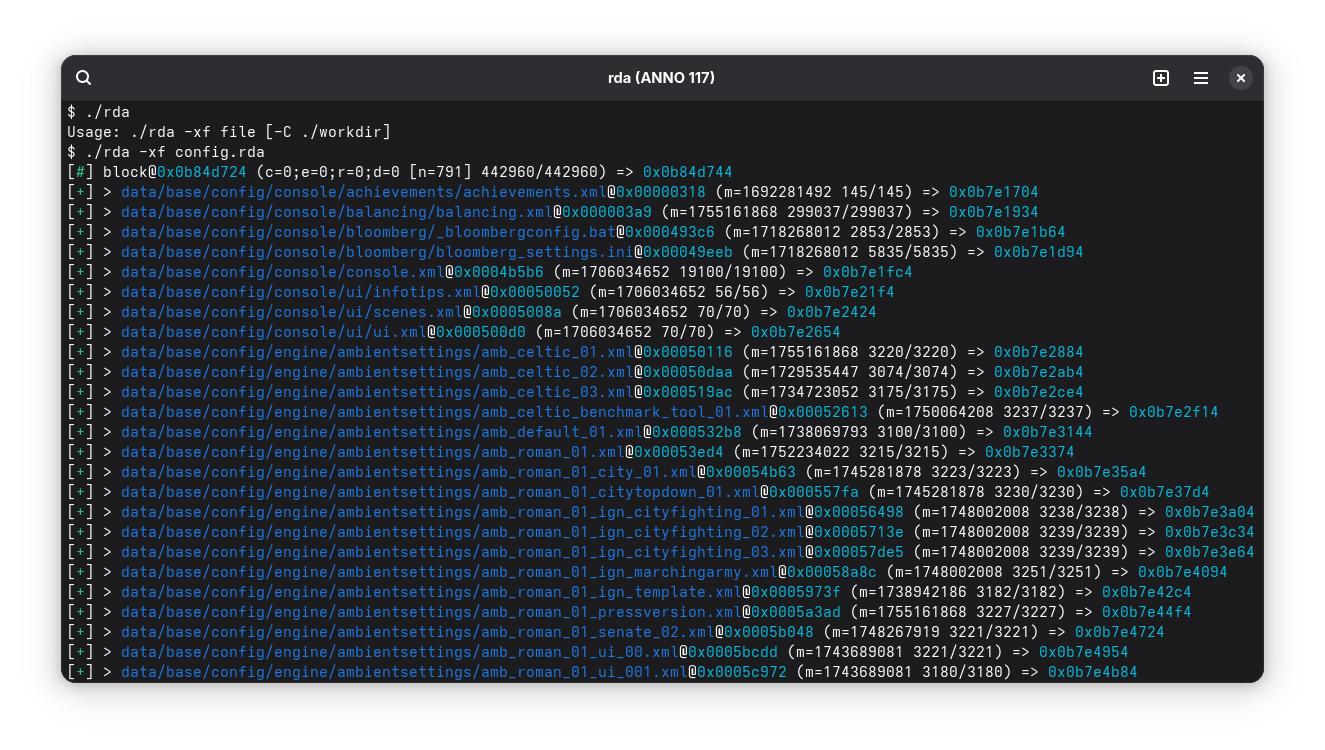 rda (ANNO 117)
$ ./rda
Usage: ./rda -xf file [-C ./workdir]
$ ./rda -xf config.rda
[#] block@0x0b84d724 (c=0;e=0;r=0;d=0 [n=791] 442960/442960) => 0x0b84d744
[+] > data/base/config/console/achievements/achievements.xml@0x00000318 (m=1692281492 145/145) => 0x0b7e1704
[+] > data/base/config/console/balancing/balancing.xml@0x000003a9 (m=1755161868 299037/299037) => 0x0b7e1934
[+] > data/base/config/console/bloomberg/_bloombergconfig.bat@0x000493c6 (m=1718268012 2853/2853) => 0x0b7e1b64
[+] > data/base/config/console/bloomberg/bloomberg_settings.ini@0x00049eeb (m=1718268012 5835/5835) => 0x0b7e1d94
[+] > data/base/config/console/console.xml@0x0004b5b6 (m=1706034652 19100/19100) => 0x0b7e1fc4
[+] > data/base/config/console/ui/infotips.xml@0x00050052 (m=1706034652 56/56) => 0x0b7e21f4
[+] > data/base/config/console/ui/scenes.xml@0x0005008a (m=1706034652 70/70) => 0x0b7e2424
[+] > data/base/config/console/ui/ui.xml@0x000500d0 (m=1706034652 70/70) => 0x0b7e2654
[+] > data/base/config/engine/ambientsettings/amb_celtic_01.xml@0x00050116 (m=1755161868 3220/3220) => 0x0b7e2884
[+] > data/base/config/engine/ambientsettings/amb_celtic_02.xml@0x00050daa (m=1729535447 3074/3074) => 0x0b7e2ab4
[+] > data/base/config/engine/ambientsettings/amb_celtic_03.xml@0x000519ac (m=1734723052 3175/3175) => 0x0b7e2ce4
[+] > data/base/config/engine/ambientsettings/amb_celtic_benchmark_tool_01.xml@0x00052613 (m=1750064208 3237/3237) => 0x0b7e2f14
[+] > data/base/config/engine/ambientsettings/amb_default_01.xml@0x000532b8 (m=1738069793 3100/3100) => 0x0b7e3144
[+] > data/base/config/engine/ambientsettings/amb_roman_01.xml@0x00053ed4 (m=1752234022 3215/3215) => 0x0b7e3374
[+] > data/base/config/engine/ambientsettings/amb_roman_01_city_01.xml@0x00054b63 (m=1745281878 3223/3223) => 0x0b7e35a4
[+] > data/base/config/engine/ambientsettings/amb_roman_01_citytopdown_01.xml@0x000557fa (m=1745281878 3230/3230) => 0x0b7e37d4
[+] > data/base/config/engine/ambientsettings/amb_roman_01_ign_cityfighting_01.xml@0x00056498 (m=1748002008 3238/3238) => 0x0b7e3a04
[+] > data/base/config/engine/ambientsettings/amb_roman_01_ign_cityfighting_02.xml@0x0005713e (m=1748002008 3239/3239) => 0x0b7e3c34
[+] > data/base/config/engine/ambientsettings/amb_roman_01_ign_cityfighting_03.xml@0x00057de5 (m=1748002008 3239/3239) => 0x0b7e3e64
[+] > data/base/config/engine/ambientsettings/amb_roman_01_ign_marchingarmy.xml@0x00058a8c (m=1748002008 3251/3251) => 0x0b7e4094
[+] > data/base/config/engine/ambientsettings/amb_roman_01_ign_template.xml@0x0005973f (m=1738942186 3182/3182) => 0x0b7e42c4
[+] > data/base/config/engine/ambientsettings/amb_roman_01_pressversion.xml@0x0005a3ad (m=1755161868 3227/3227) => 0x0b7e44f4
[+] > data/base/config/engine/ambientsettings/amb_roman_01_senate_02.xml@0x0005b048 (m=1748267919 3221/3221) => 0x0b7e4724
[+] > data/base/config/engine/ambientsettings/amb_roman_01_ui_00.xml@0x0005bcdd (m=1743689081 3221/3221) => 0x0b7e4954
[+] > data/base/config/engine/ambientsettings/amb_roman_01_ui_001.xml@0x0005c972 (m=1743689081 3180/3180) => 0x0b7e4b84